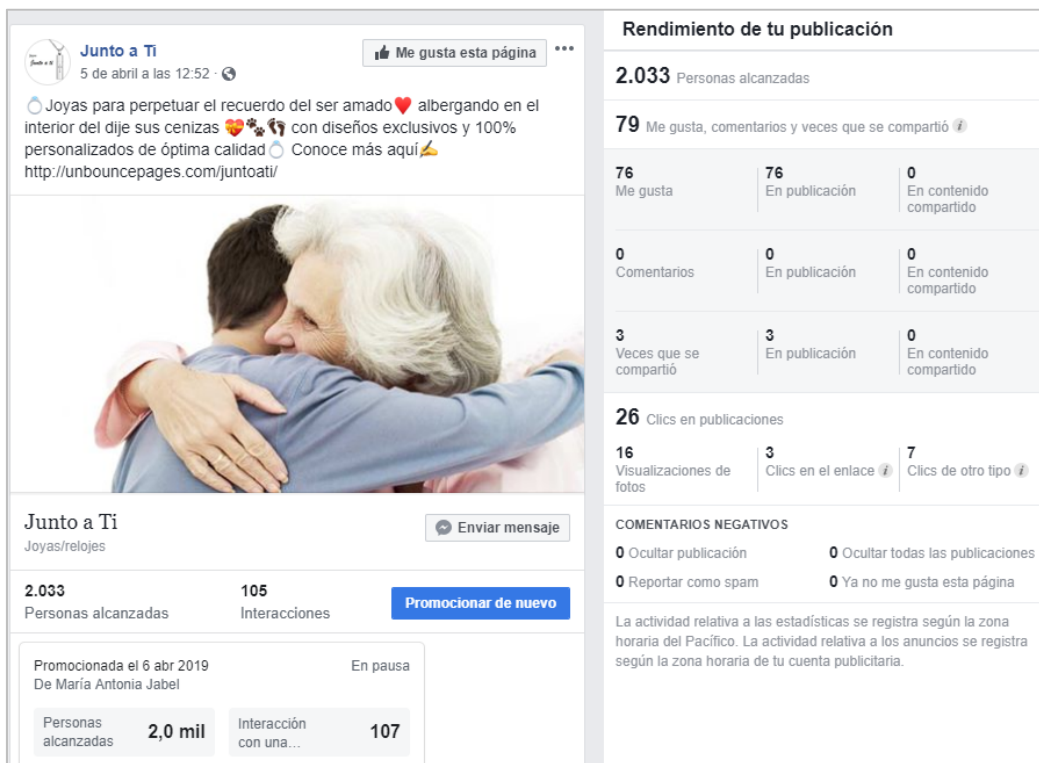 Junto a Ti
Me gusta esta página
5 de abril a las 12:52
💍Joyas para perpetuar el recuerdo del ser amado❤️ albergando en el
interior del dije sus cenizas 💝🐾👣 con diseños exclusivos y 100%
personalizados de óptima calidad💍 Conoce más aquí✍️
http://unbouncepages.com/juntoati/
Junto a Ti
Joyas/relojes
Enviar mensaje
2.033
Personas alcanzadas
105
Interacciones
Promocionar de nuevo
Promocionada el 6 abr 2019
De María Antonia Jabel
En pausa
Personas
alcanzadas
2,0 mil
Interacción
con una…
107
Rendimiento de tu publicación
2.033 Personas alcanzadas
79 Me gusta, comentarios y veces que se compartió
76
Me gusta
76
En publicación
0
En contenido
compartido
0
Comentarios
0
En publicación
0
En contenido
compartido
3
Veces que se
compartió
3
En publicación
0
En contenido
compartido
26 Clics en publicaciones
16
Visualizaciones de
fotos
3
Clics en el enlace
7
Clics de otro tipo
COMENTARIOS NEGATIVOS
0 Ocultar publicación
0 Ocultar todas las publicaciones
0 Reportar como spam
0 Ya no me gusta esta página
La actividad relativa a las estadísticas se registra según la zona
horaria del Pacífico. La actividad relativa a los anuncios se registra
según la zona horaria de tu cuenta publicitaria.